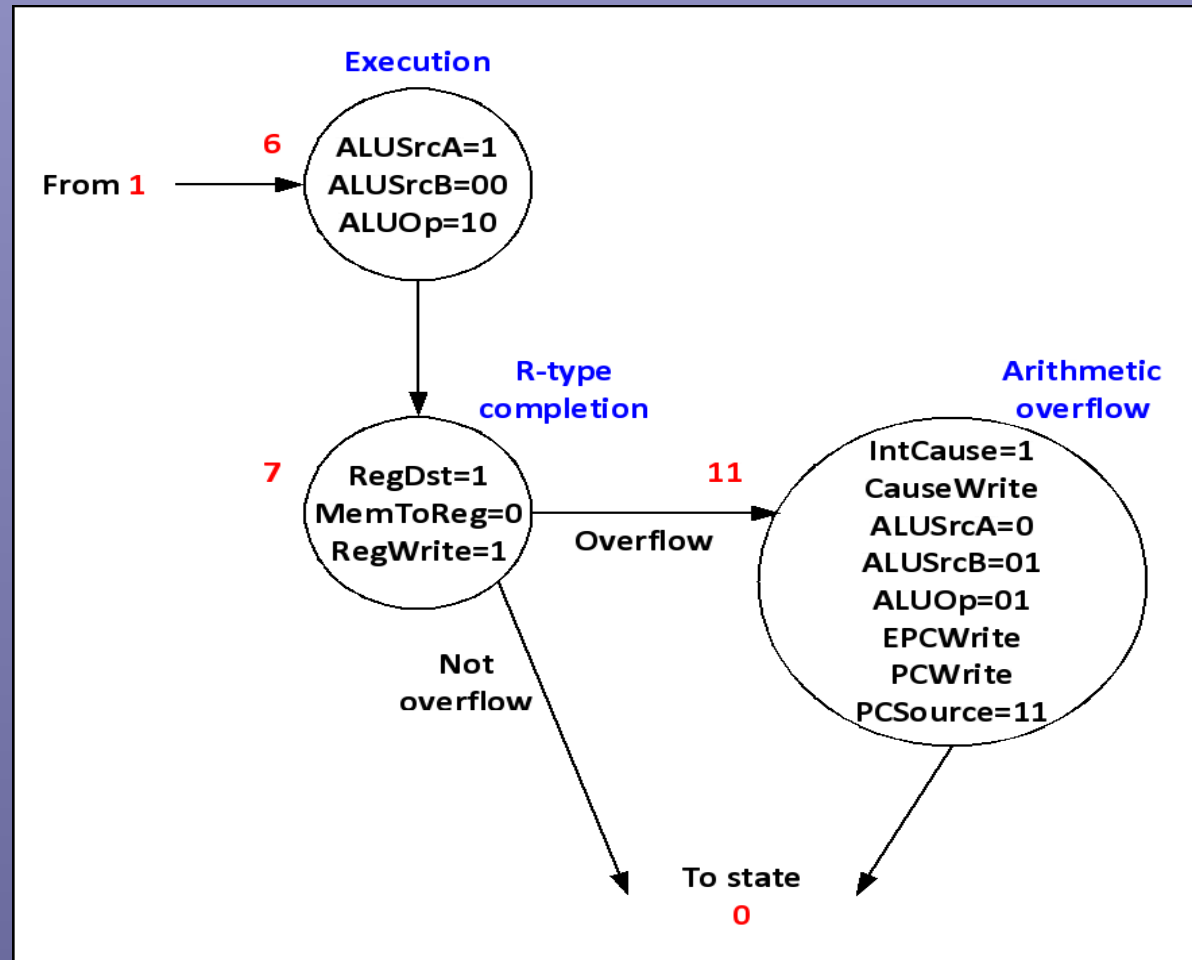 Execution
6
From 1
ALUSrcA=1
ALUSrcB=00
ALUOp=10
R-type
completion
7
RegDst=1
MemToReg=0
RegWrite=1
11
Overflow
Not
overflow
Arithmetic
overflow
IntCause=1
CauseWrite
ALUSrcA=0
ALUSrcB=01
ALUOp=01
EPCWrite
PCWrite
PCSource=11
To state
0